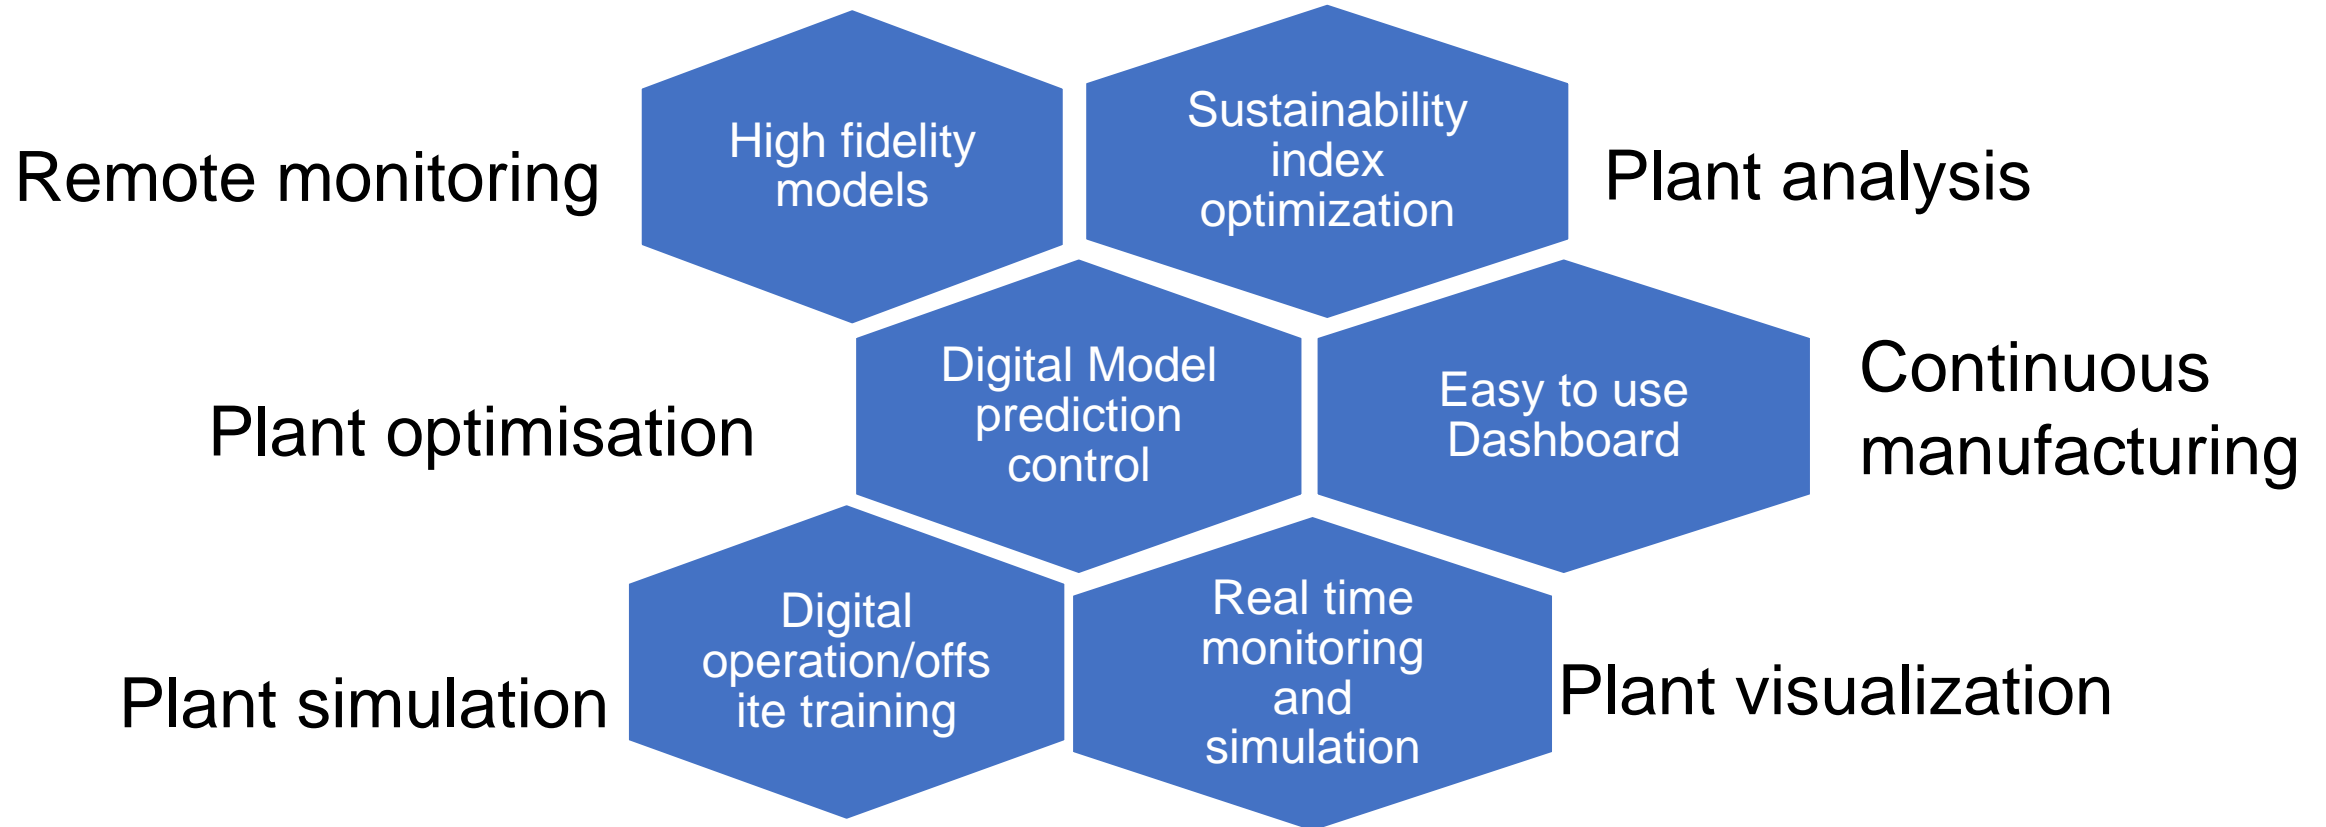 Remote monitoring
High fidelity
models
Sustainability
index
optimization
Plant analysis
Plant optimisation
Digital Model
prediction
control
Easy to use
Dashboard
Continuous
manufacturing
Plant simulation
Digital
operation/offs
ite training
Real time
monitoring
and
simulation
Plant visualization